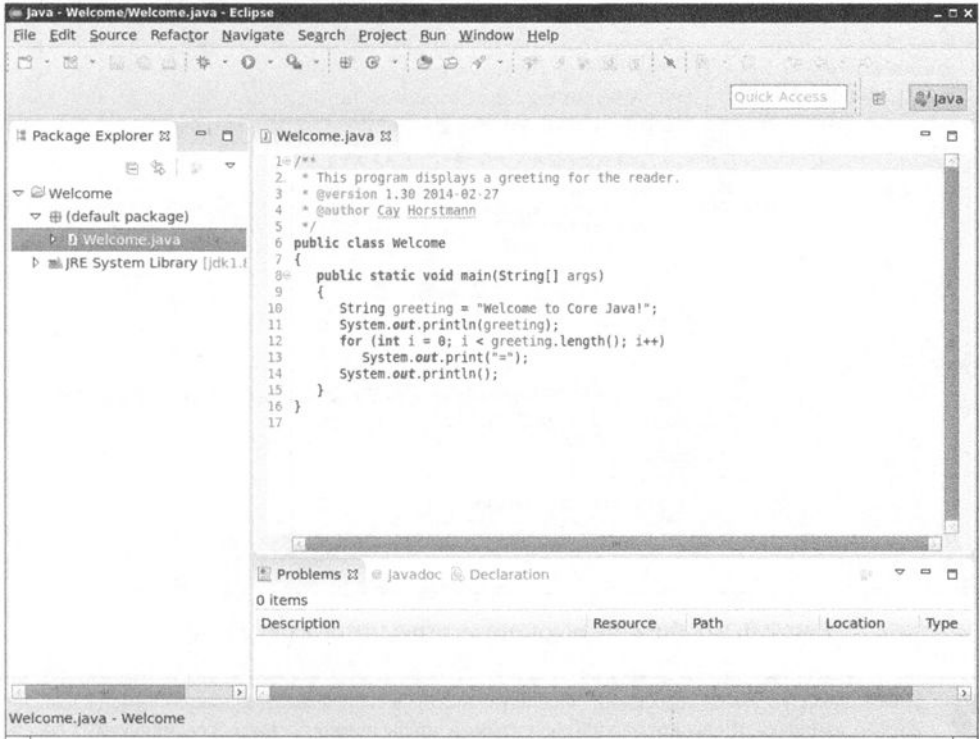 Java - Welcome/Welcome.java - Eclipse
File Edit Source Refactor Navigate Search Project Run Window Help
Quick Access
Java
Package Explorer
Welcome
(default package)
Welcome.java
JRE System Library [jdk1.8
Welcome.java
1 /**
2 * This program displays a greeting for the reader.
3 * @version 1.30 2014-02-27
4 * @author Cay Horstmann
5 */
6 public class Welcome
7 {
8 public static void main(String[] args)
9 {
10 String greeting = "Welcome to Core Java!";
11 System.out.println(greeting);
12 for (int i = 0; i < greeting.length(); i++)
13 System.out.print("=");
14 System.out.println();
15 }
16 }
17
Problems @ Javadoc Declaration
0 items
Description Resource Path Location Type
Welcome.java - Welcome